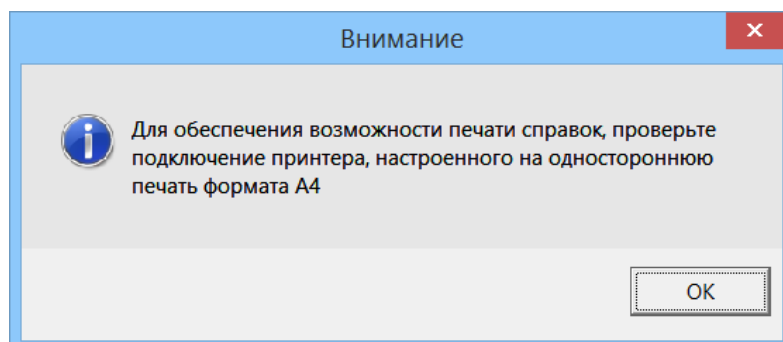 Внимание
Для обеспечения возможности печати справок, проверьте
подключение принтера, настроенного на одностороннюю
печать формата А4
OK